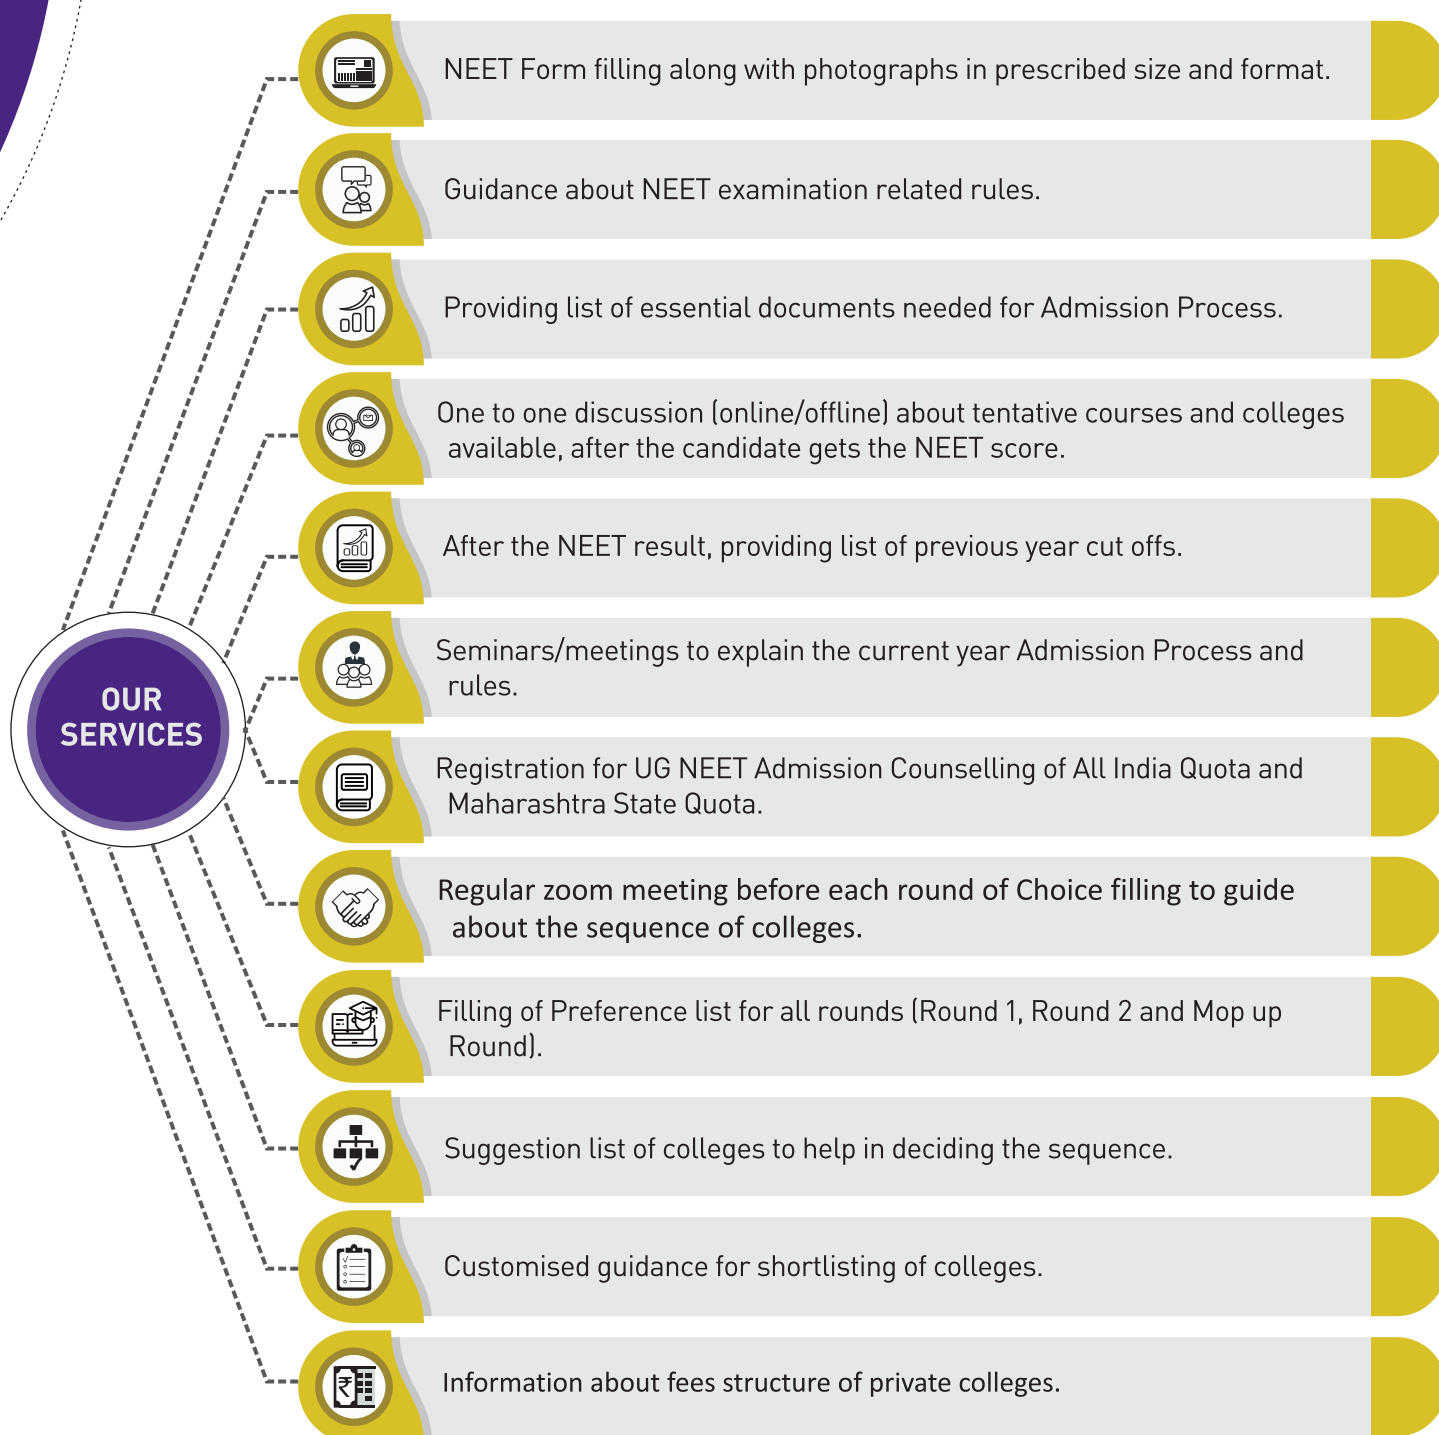 NEET Form filling along with photographs in prescribed size and format.
Guidance about NEET examination related rules.
Providing list of essential documents needed for Admission Process.
One to one discussion (online/offline) about tentative courses and colleges
available, after the candidate gets the NEET score.
After the NEET result, providing list of previous year cut offs.
Seminars/meetings to explain the current year Admission Process and
rules.
OUR
SERVICES
Registration for UG NEET Admission Counselling of All India Quota and
Maharashtra State Quota.
Regular zoom meeting before each round of Choice filling to guide
about the sequence of colleges.
Filling of Preference list for all rounds (Round 1, Round 2 and Mop up
Round).
Suggestion list of colleges to help in deciding the sequence.
Customised guidance for shortlisting of colleges.
₹
Information about fees structure of private colleges.